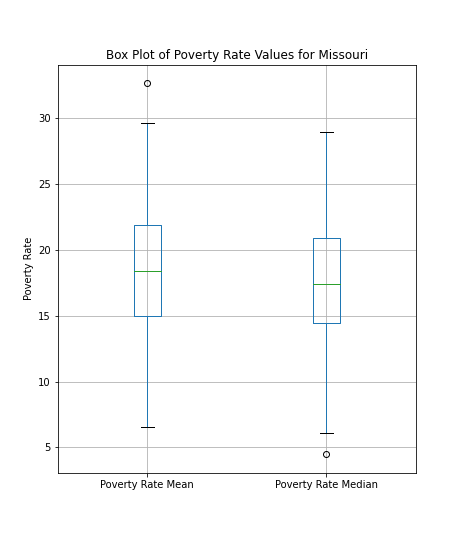 Box Plot of Poverty Rate Values for Missouri
Poverty Rate
30
25
20
15
10
5
Poverty Rate Mean
Poverty Rate Median